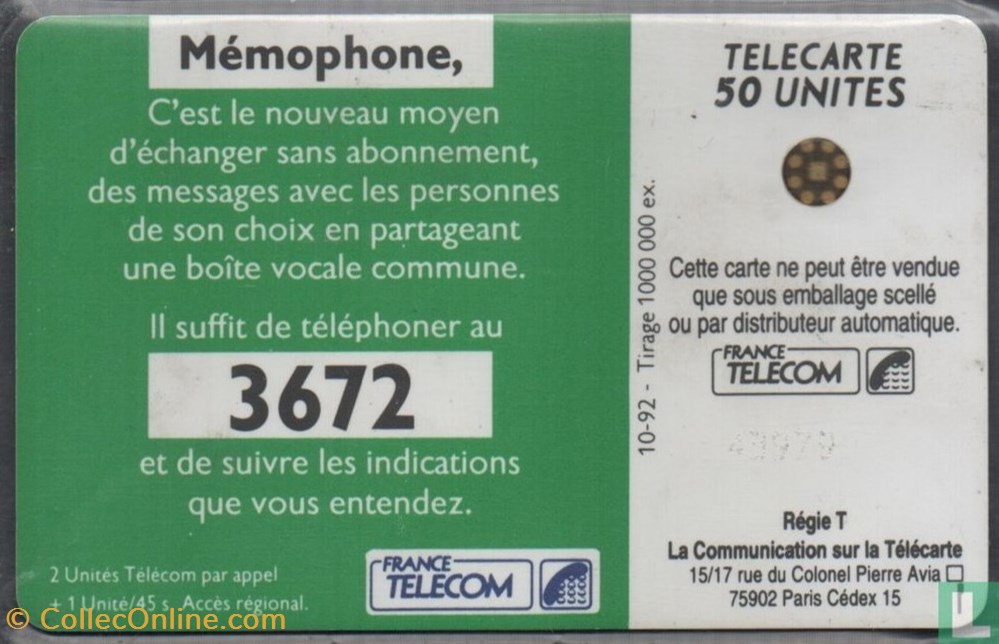 Mémophone,
C'est le nouveau moyen
d'échanger sans abonnement,
des messages avec les personnes
de son choix en partageant
une boîte vocale commune.
Il suffit de téléphoner au
3672
et de suivre les indications
que vous entendez.
2 Unités Télécom par appel
+ 1 Unité/45 s. Accès régional.
FRANCE
TELECOM
10-92 - Tirage 1000 000 ex.
TELECARTE
50 UNITES
Cette carte ne peut être vendue
que sous emballage scellé
ou par distributeur automatique.
FRANCE
TELECOM
Régie T
La Communication sur la Télécarte
15/17 rue du Colonel Pierre Avia
75902 Paris Cédex 15
© CollecOnline.com